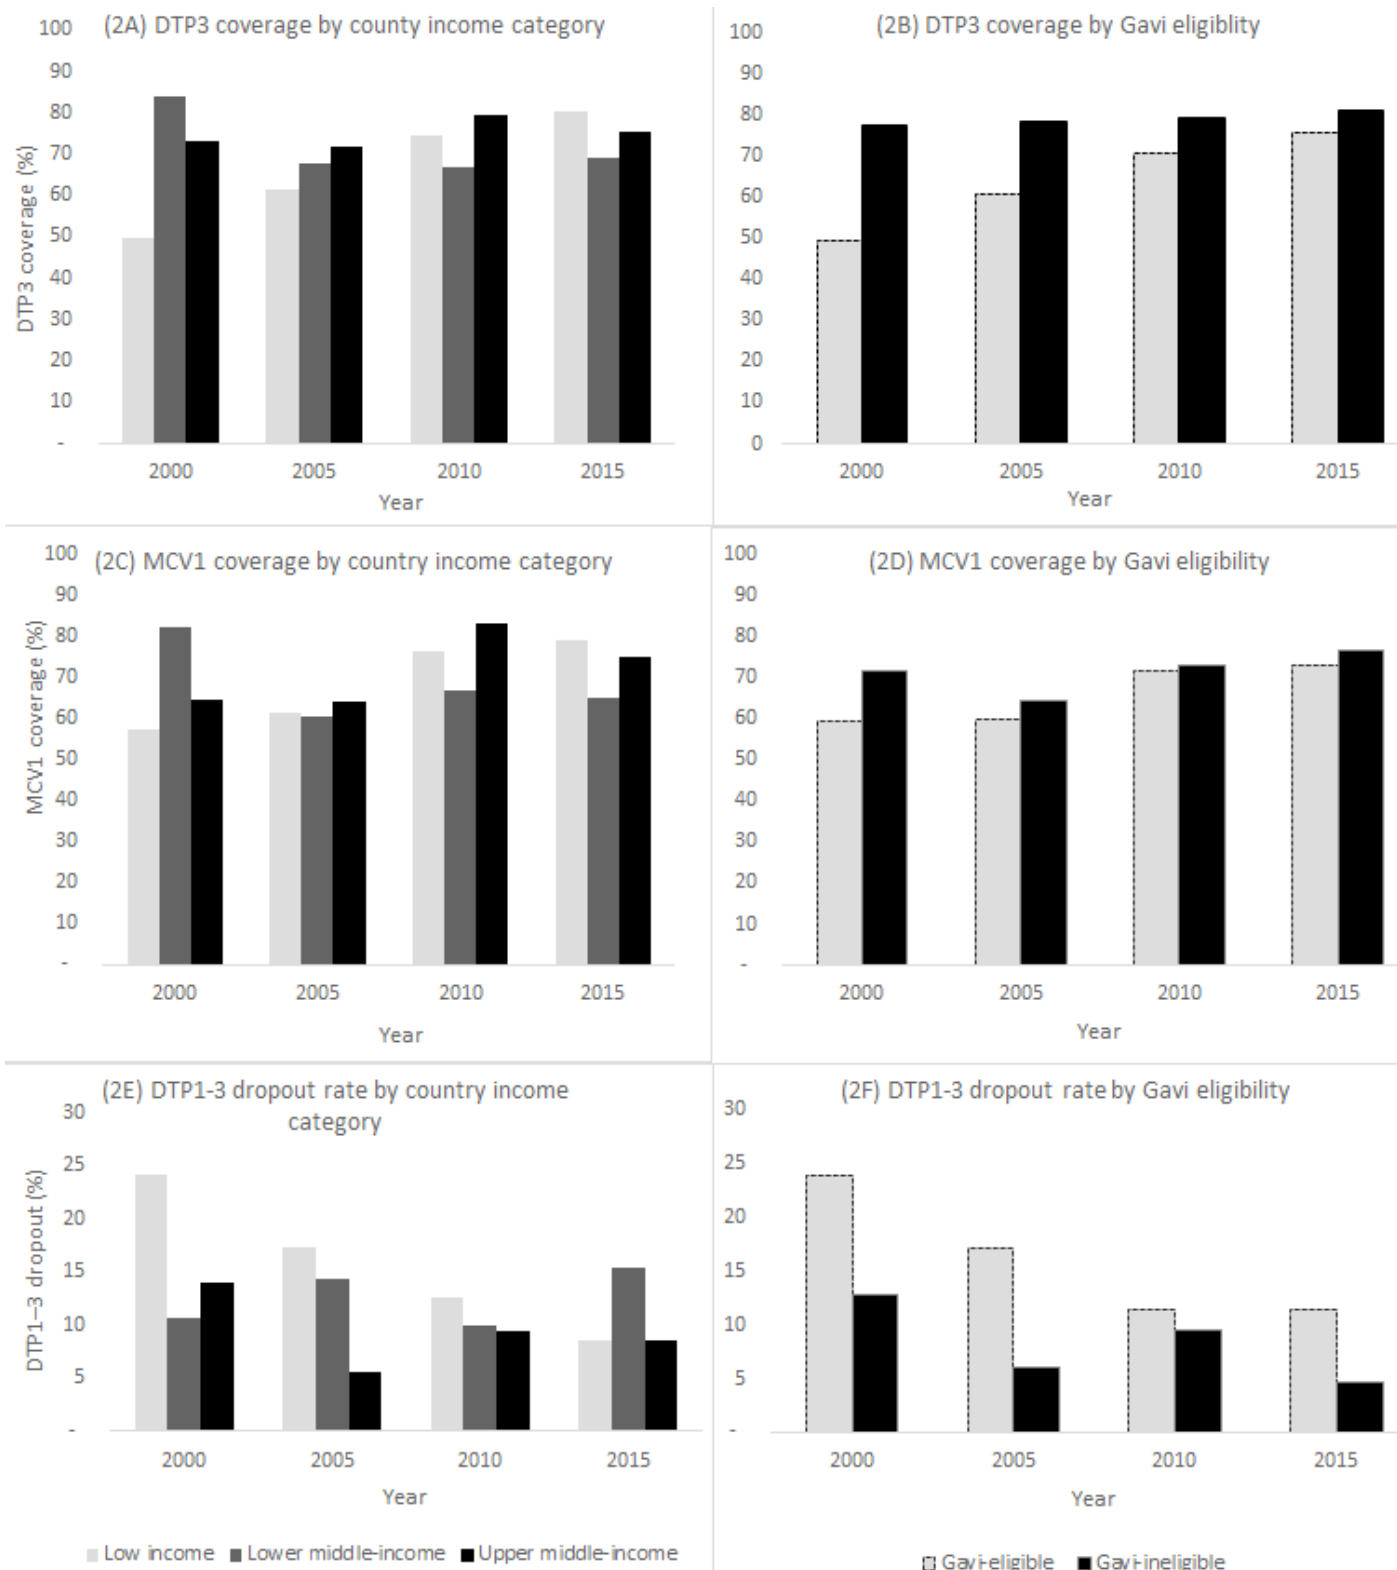 (2A) DTP3 coverage by county income category
100
90
80
70
60
50
40
30
20
10
-
DTP3 coverage (%)
2000 2005 2010 2015
Year
(2B) DTP3 coverage by Gavi eligiblity
100
90
80
70
60
50
40
30
20
10
0
2000 2005 2010 2015
Year
(2C) MCV1 coverage by country income category
100
90
80
70
60
50
40
30
20
10
-
MCV1 coverage (%)
2000 2005 2010 2015
Year
(2D) MCV1 coverage by Gavi eligibility
100
90
80
70
60
50
40
30
20
10
-
2000 2005 2010 2015
Year
(2E) DTP1-3 dropout rate by country income
category
30
25
20
15
10
5
-
DTP1–3 dropout (%)
2000 2005 2010 2015
Year
Low income Lower middle-income Upper middle-income
(2F) DTP1-3 dropout rate by Gavi eligibility
30
25
20
15
10
5
-
2000 2005 2010 2015
Year
Gavi-eligible Gavi-ineligible